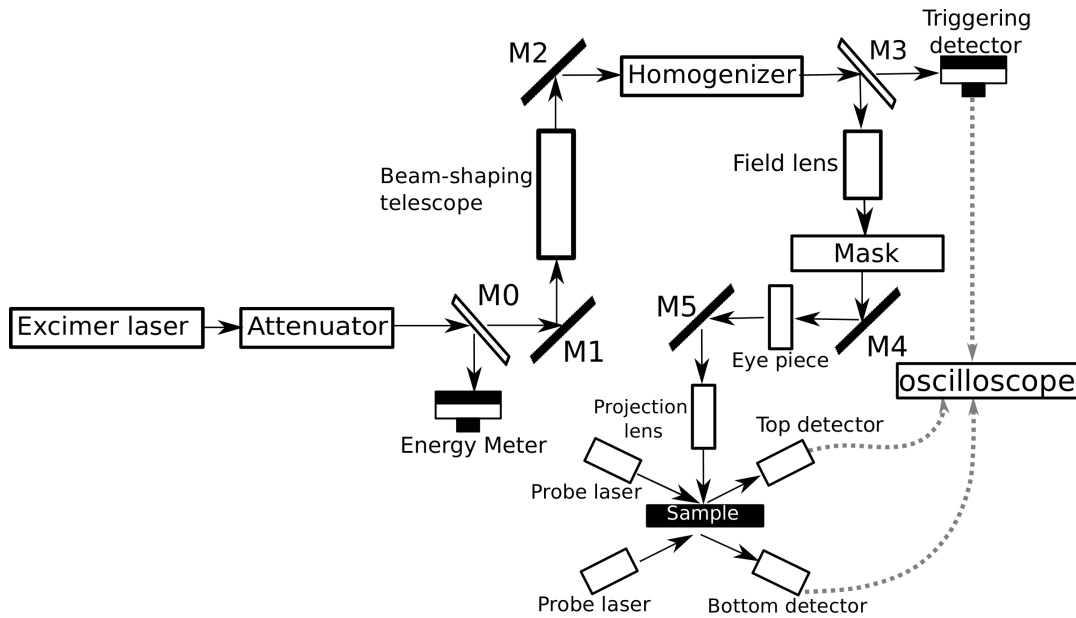 Triggering
detector
M2
M3
Homogenizer
Beam-shaping
telescope
Field lens
Mask
M0
M5
Excimer laser
Attenuator
M1
M4
Eye piece
oscilloscope
Energy Meter
Projection
lens
Top detector
Probe laser
Sample
Probe laser
Bottom detector